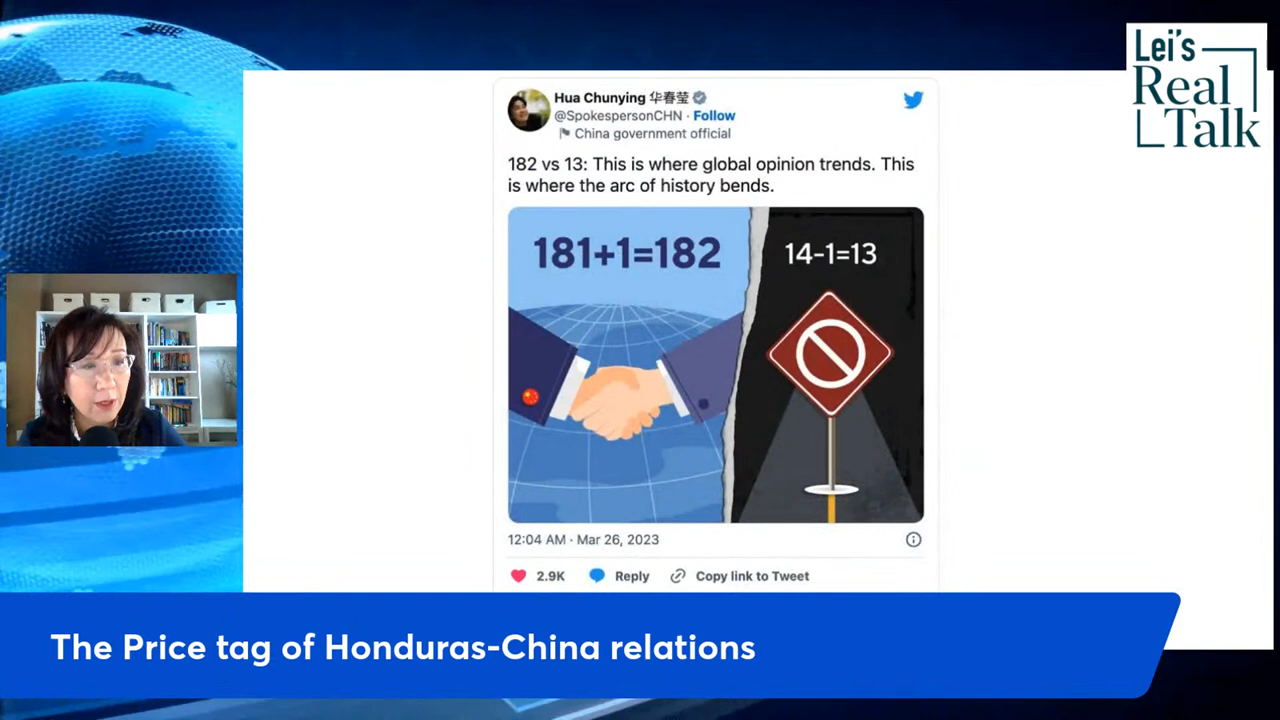 Lei's
Real
Talk
Hua Chunying 华春莹
@SpokespersonCHN · Follow
China government official
182 vs 13: This is where global opinion trends. This
is where the arc of history bends.
181+1=182
14-1=13
12:04 AM · Mar 26, 2023
2.9K Reply Copy link to Tweet
The Price tag of Honduras-China relations